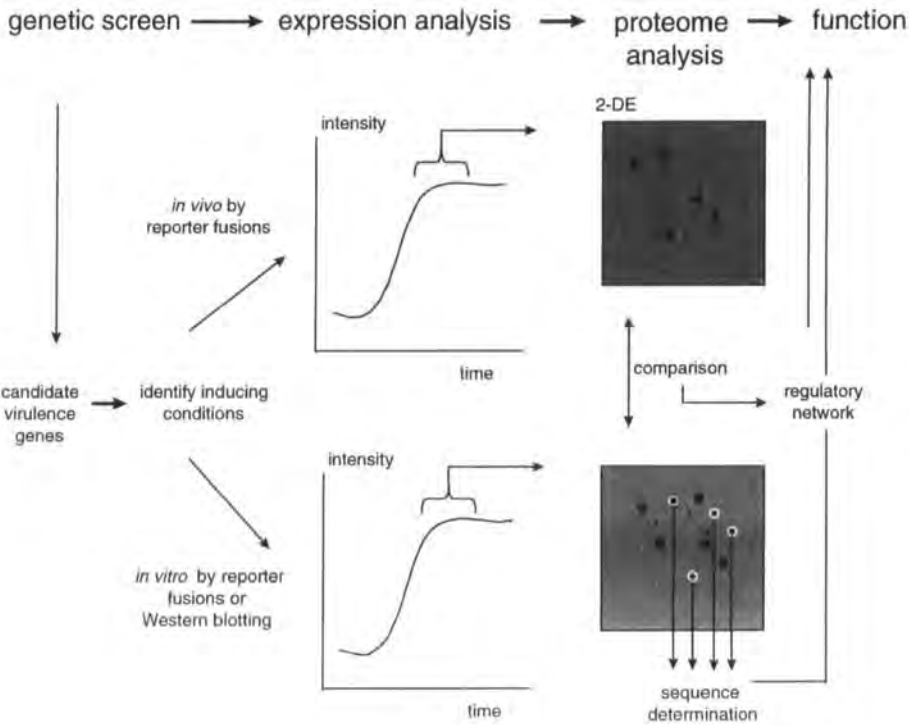 genetic screen
expression analysis
proteome
analysis
function
2-DE
intensity
in vivo by
reporter fusions
time
comparison
candidate
virulence
genes
identify inducing
conditions
regulatory
network
intensity
in vitro by reporter
fusions or
Western blotting
time
sequence
determination